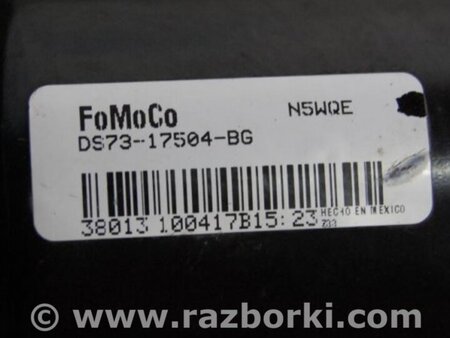 FoMoCo N5WQE
DS73-17504-BG
38013 100417B15:23
HECHO EN MEXICO
© www.razborki.com